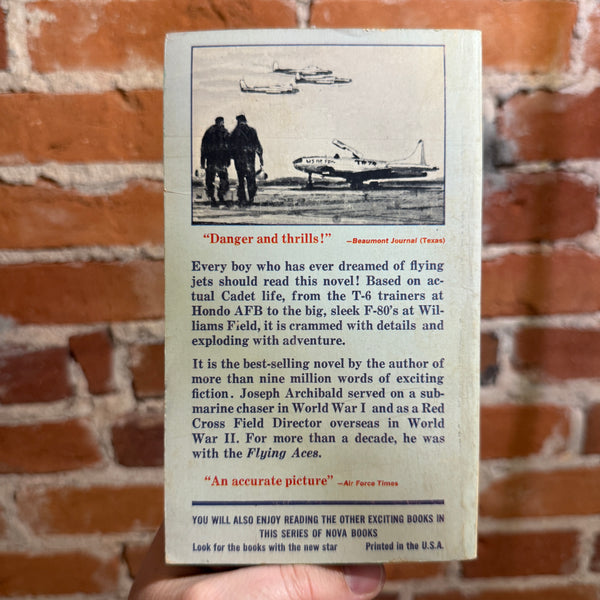 "Danger and thrills!" —Beaumont Journal (Texas)
Every boy who has ever dreamed of flying
jets should read this novel! Based on ac-
tual Cadet life, from the T-6 trainers at
Hondo AFB to the big, sleek F-80's at Wil-
liams Field, it is crammed with details and
exploding with adventure.
It is the best-selling novel by the author of
more than nine million words of exciting
fiction. Joseph Archibald served on a sub-
marine chaser in World War I and as a Red
Cross Field Director overseas in World
War II. For more than a decade, he was
with the Flying Aces.
"An accurate picture" —Air Force Times
YOU WILL ALSO ENJOY READING THE OTHER EXCITING BOOKS IN
THIS SERIES OF NOVA BOOKS
Look for the books with the new star Printed in the U.S.A.